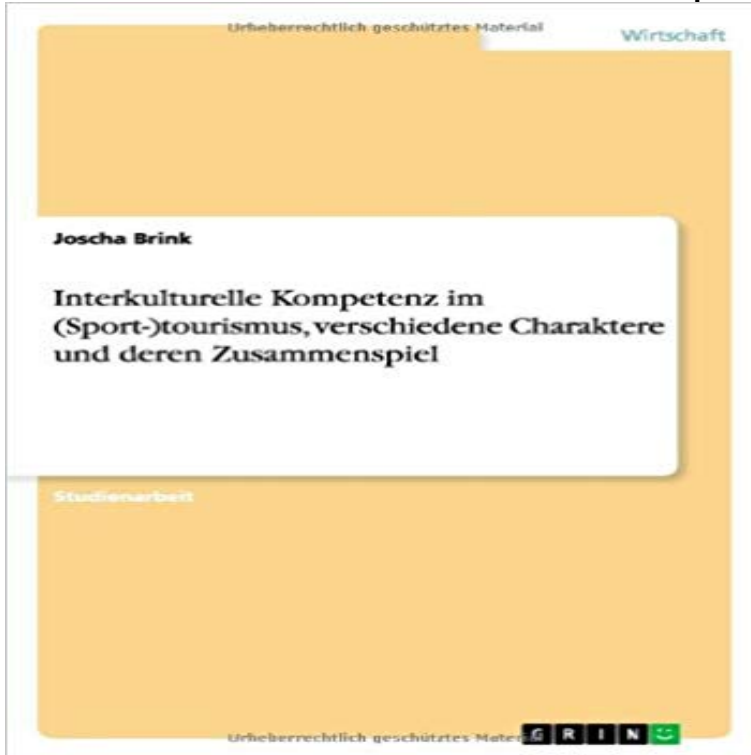 Urheberrechtlich geschütztes Material
Wirtschaft
Joscha Brink
Interkulturelle Kompetenz im
(Sport-)tourismus, verschiedene Charaktere
und deren Zusammenspiel
Studienarbeit
Urheberrechtlich geschütztes Mater
GRIN